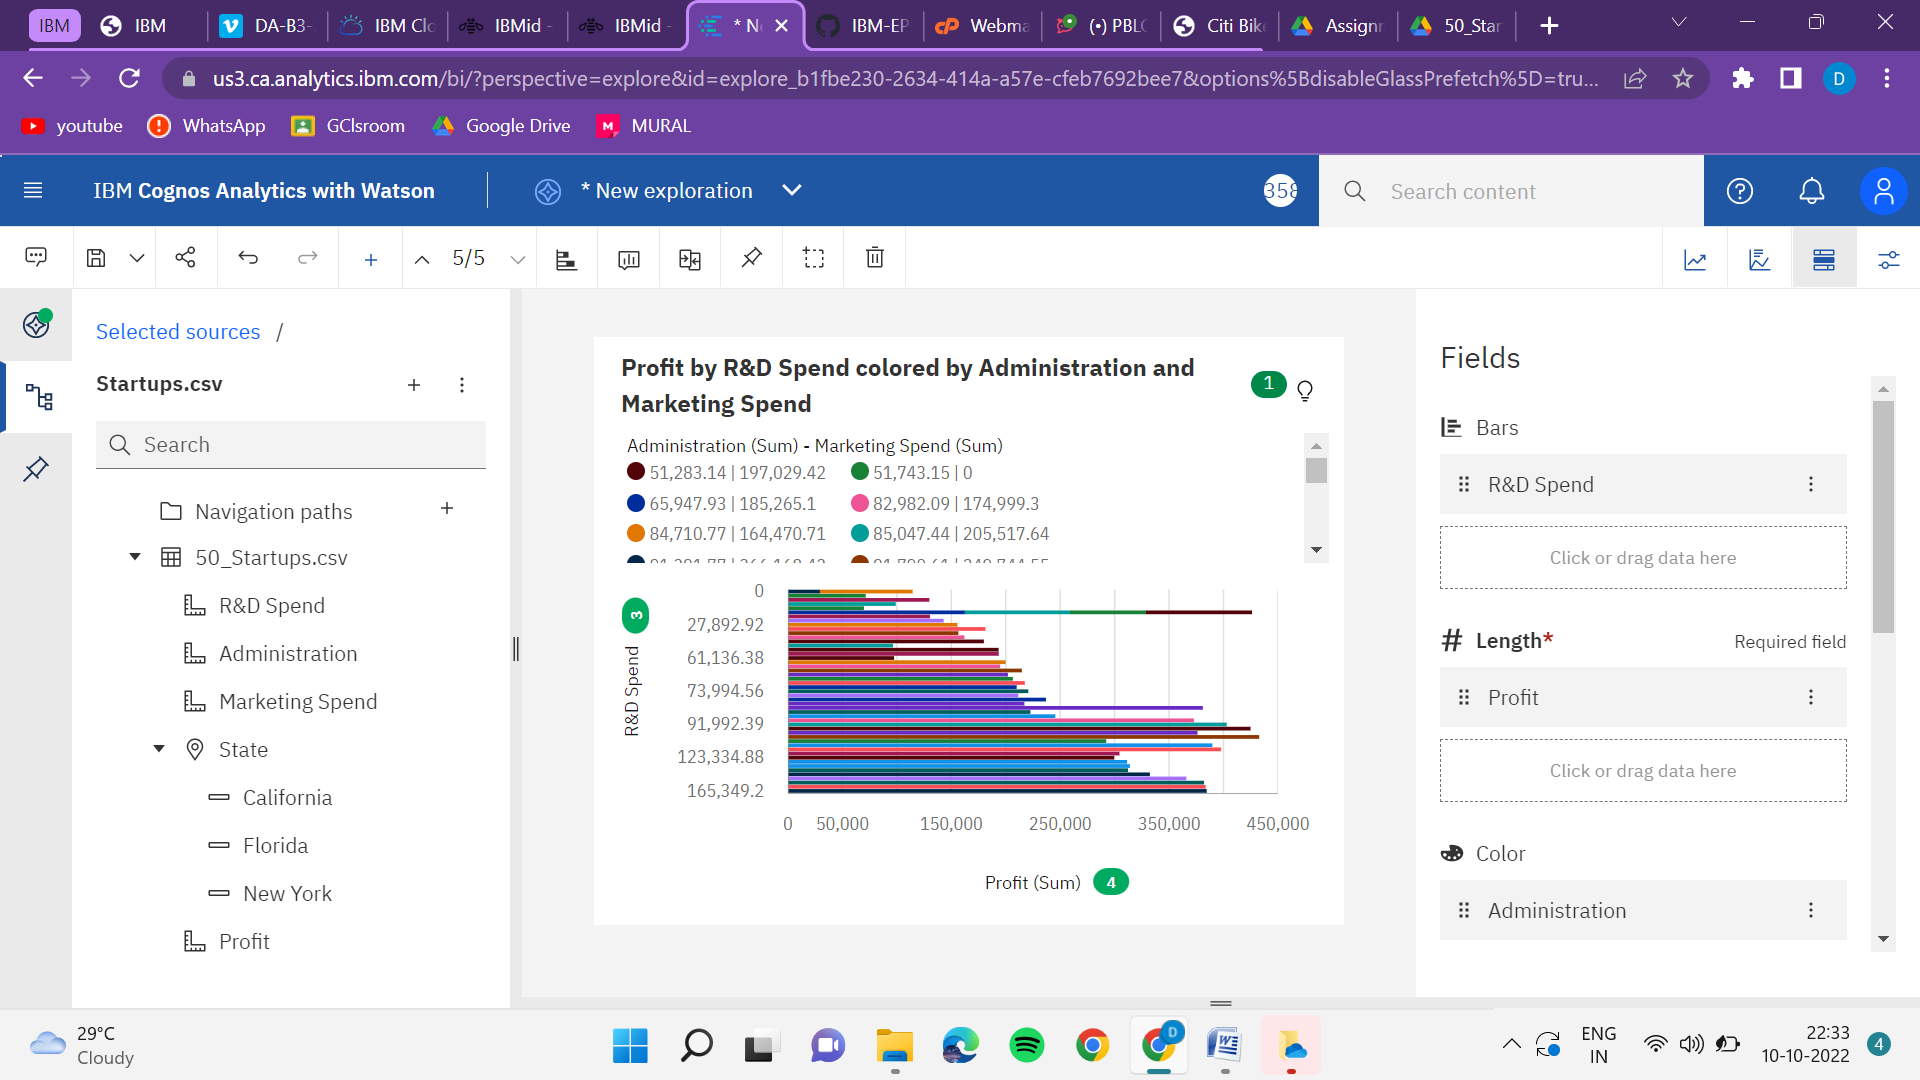 IBM
IBM
DA-B3-
IBM Clo
IBMid -
IBMid -
* Ne
IBM-EP
Webma
(•) PBLC
Citi Bike
Assignm
50_Star
us3.ca.analytics.ibm.com/bi/?perspective=explore&id=explore_b1fbe230-2634-414a-a57e-cfeb7692bee7&options%5BdisableGlassPrefetch%5D=tru...
D
youtube
WhatsApp
GClsroom
Google Drive
MURAL
IBM Cognos Analytics with Watson
* New exploration
358
Search content
5/5
Selected sources /
Startups.csv
Search
Navigation paths
50_Startups.csv
R&D Spend
Administration
Marketing Spend
State
California
Florida
New York
Profit
Profit by R&D Spend colored by Administration and
Marketing Spend
1
Administration (Sum) - Marketing Spend (Sum)
51,283.14 | 197,029.42
51,743.15 | 0
65,947.93 | 185,265.1
82,982.09 | 174,999.3
84,710.77 | 164,470.71
85,047.44 | 205,517.64
3
R&D Spend
0
27,892.92
61,136.38
73,994.56
91,992.39
123,334.88
165,349.2
0
50,000
150,000
250,000
350,000
450,000
Profit (Sum)
4
Fields
Bars
R&D Spend
Click or drag data here
Length*
Required field
Profit
Click or drag data here
Color
Administration
29°C
Cloudy
D
ENG
IN
22:33
10-10-2022
4